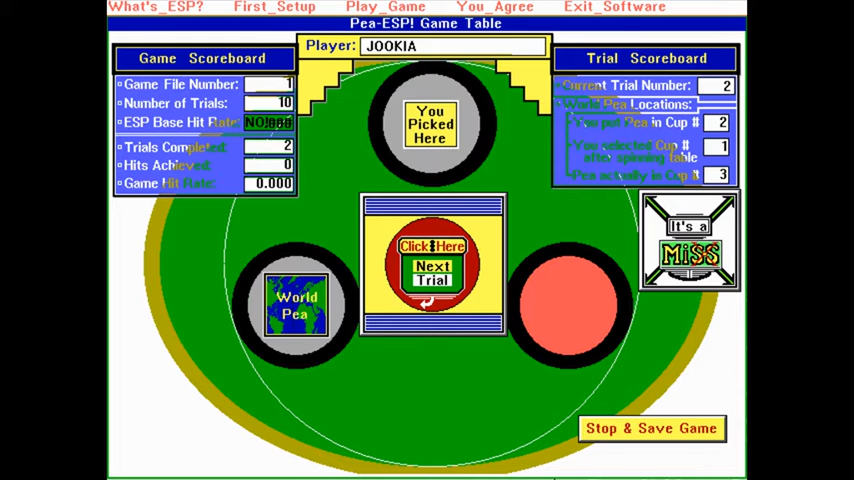 What's_ESP? First_Setup Play_Game You_Agree Exit_Software
Pea-ESP! Game Table
Player: JOOKIA
Game Scoreboard
Game File Number: 1
Number of Trials: 10
ESP Base Hit Rate:
Trials Completed: 2
Hits Achieved: 0
Game Hit Rate: 0.000
You
Picked
Here
Click Here
Next
Trial
World
Pea
Trial Scoreboard
Current Trial Number: 2
World Pea Locations:
You put Pea in Cup # 2
You selected Cup # 1
after spinning table
Pea actually in Cup # 3
It's a
MiSS
Stop & Save Game